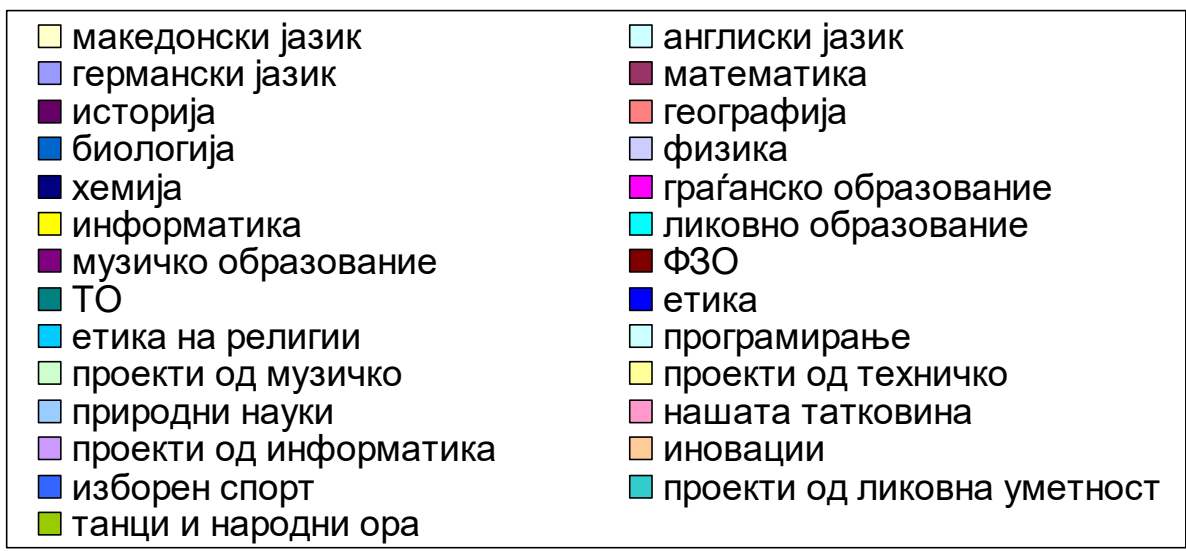 македонски јазик англиски јазик
германски јазик математика
историја географија
биологија физика
хемија граѓанско образование
информатика ликовно образование
музичко образование ФЗО
ТО етика
етика на религии програмирање
проекти од музичко проекти од техничко
природни науки нашата татковина
проекти од информатика иновации
изборен спорт проекти од ликовна уметност
танци и народни ора